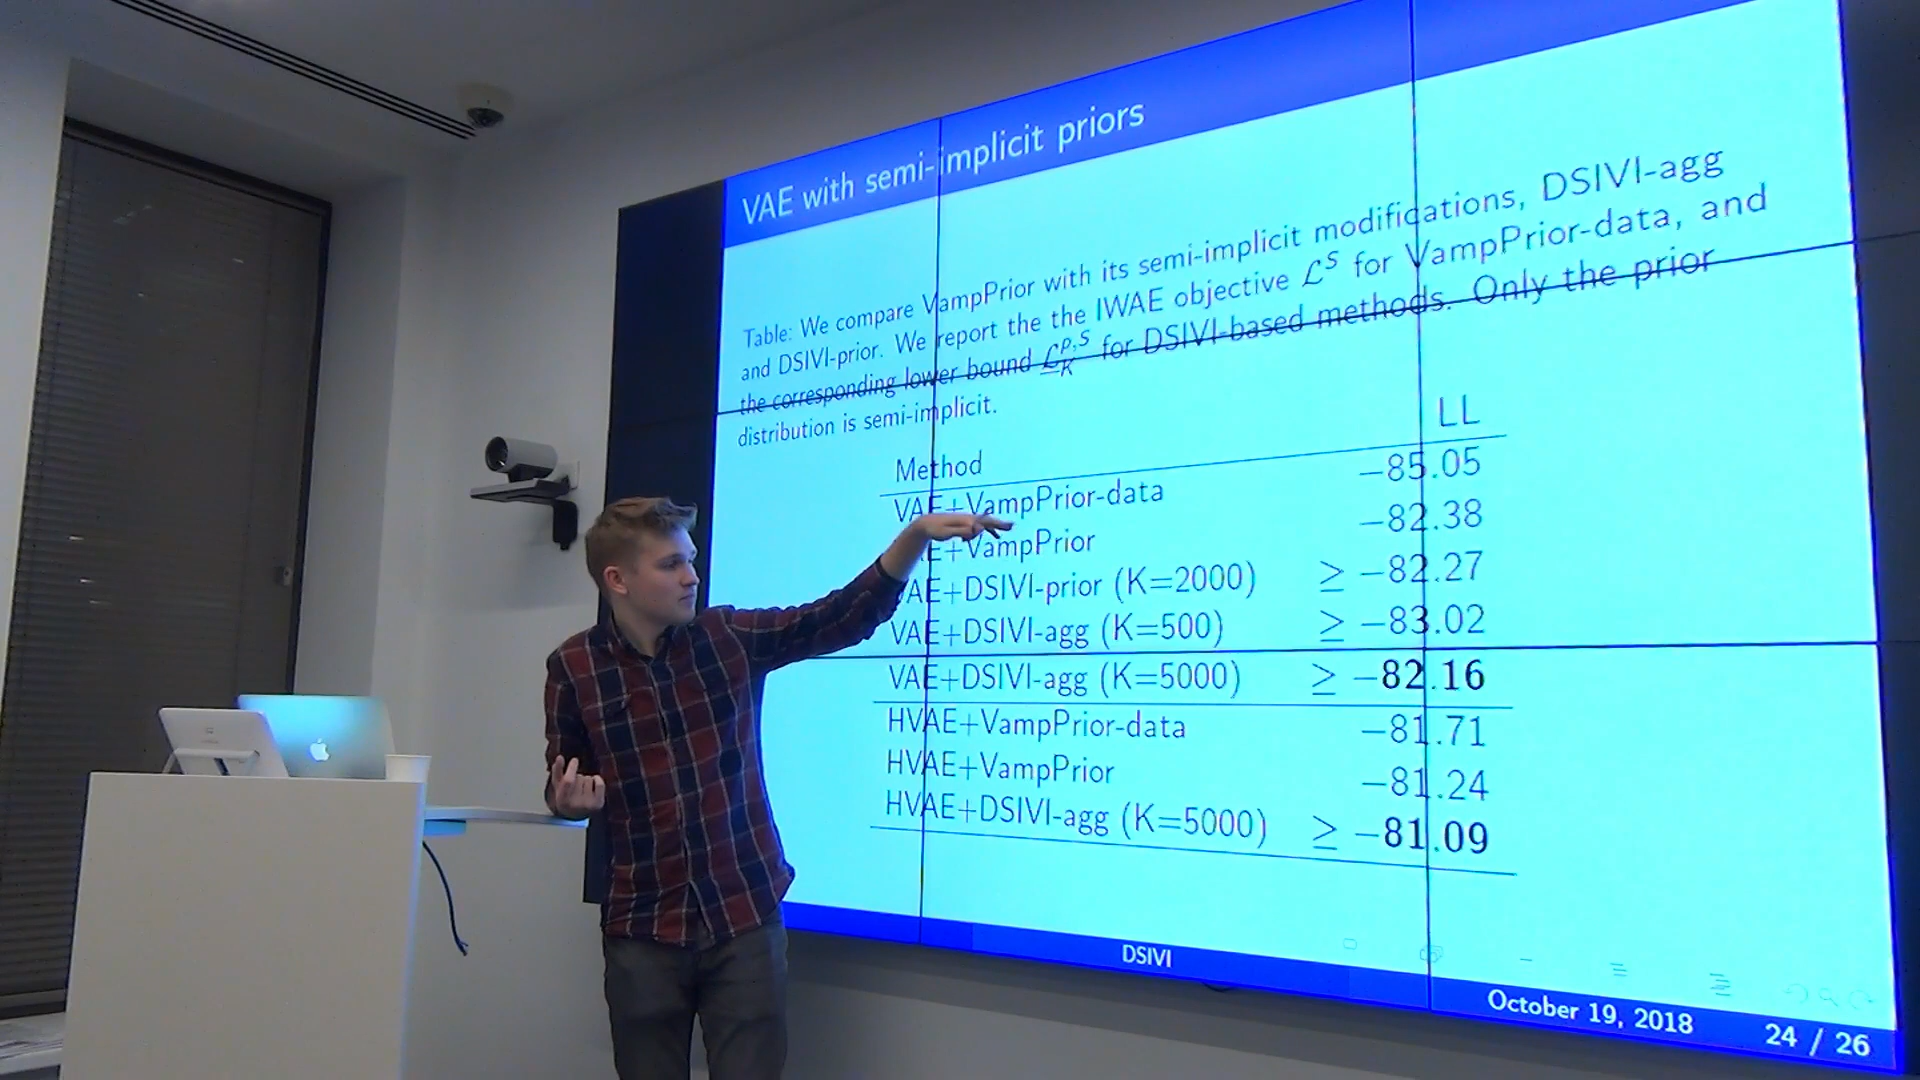 VAE with semi-implicit priors
Table: We compare VampPrior with its semi-implicit modifications, DSIVI-agg
and DSIVI-prior. We report the the IWAE objective 𝓛^S for VampPrior-data, and
the corresponding lower bound 𝓛_K^{p,S} for DSIVI-based methods. Only the prior
distribution is semi-implicit.
Method LL
VAE+VampPrior-data −85.05
E+VampPrior −82.38
AE+DSIVI-prior (K=2000) ≥ −82.27
VAE+DSIVI-agg (K=500) ≥ −83.02
VAE+DSIVI-agg (K=5000) ≥ −82.16
HVAE+VampPrior-data −81.71
HVAE+VampPrior −81.24
HVAE+DSIVI-agg (K=5000) ≥ −81.09
DSIVI
October 19, 2018 24 / 26